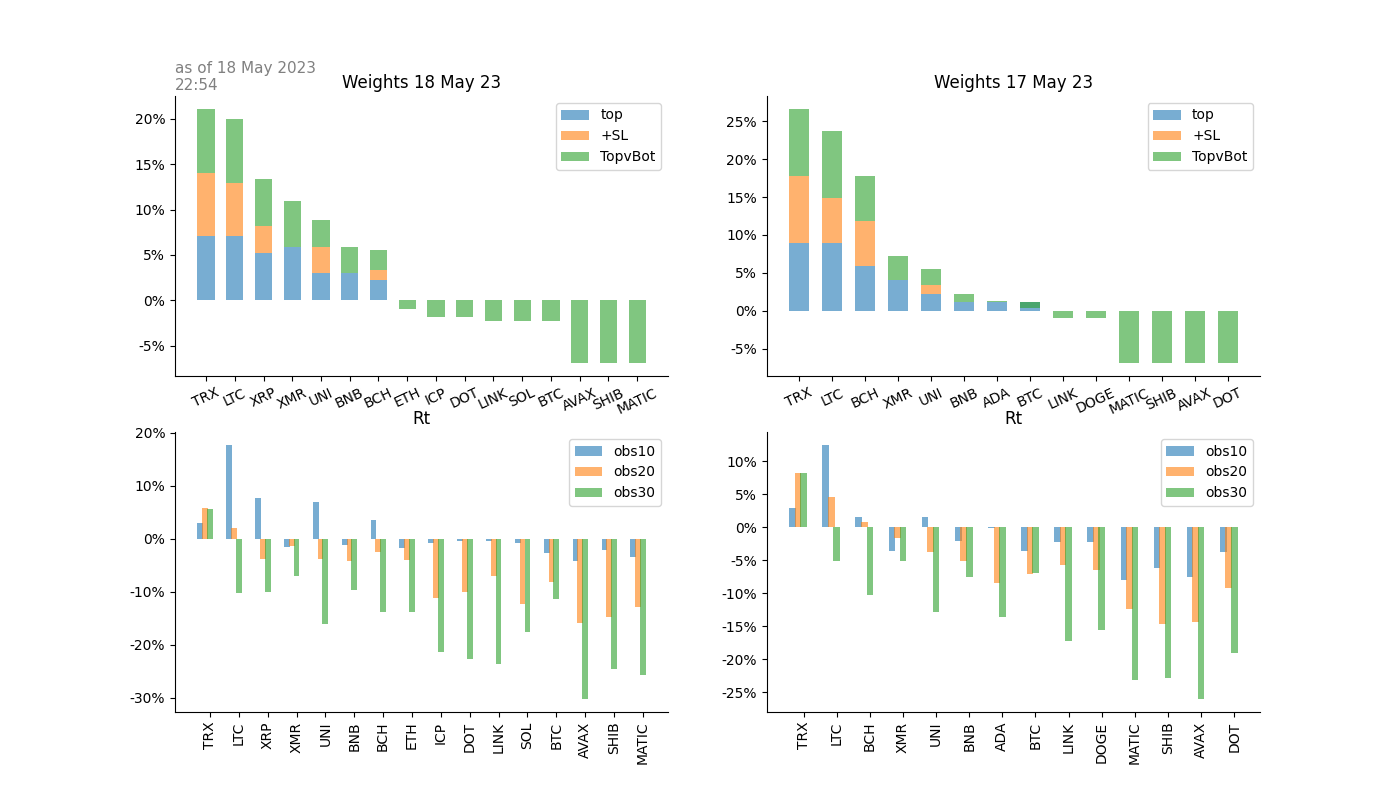 as of 18 May 2023
22:54
Weights 18 May 23
20%
15%
10%
5%
0%
-5%
top
+SL
TopvBot
TRX LTC XRP XMR UNI BNB BCH ETH ICP DOT LINK SOL BTC AVAX SHIB MATIC
Weights 17 May 23
25%
20%
15%
10%
5%
0%
-5%
top
+SL
TopvBot
TRX LTC BCH XMR UNI BNB ADA BTC LINK DOGE MATIC SHIB AVAX DOT
Rt
20%
10%
0%
-10%
-20%
-30%
obs10
obs20
obs30
TRX LTC XRP XMR UNI BNB BCH ETH ICP DOT LINK SOL BTC AVAX SHIB MATIC
Rt
10%
5%
0%
-5%
-10%
-15%
-20%
-25%
obs10
obs20
obs30
TRX LTC BCH XMR UNI BNB ADA BTC LINK DOGE MATIC SHIB AVAX DOT